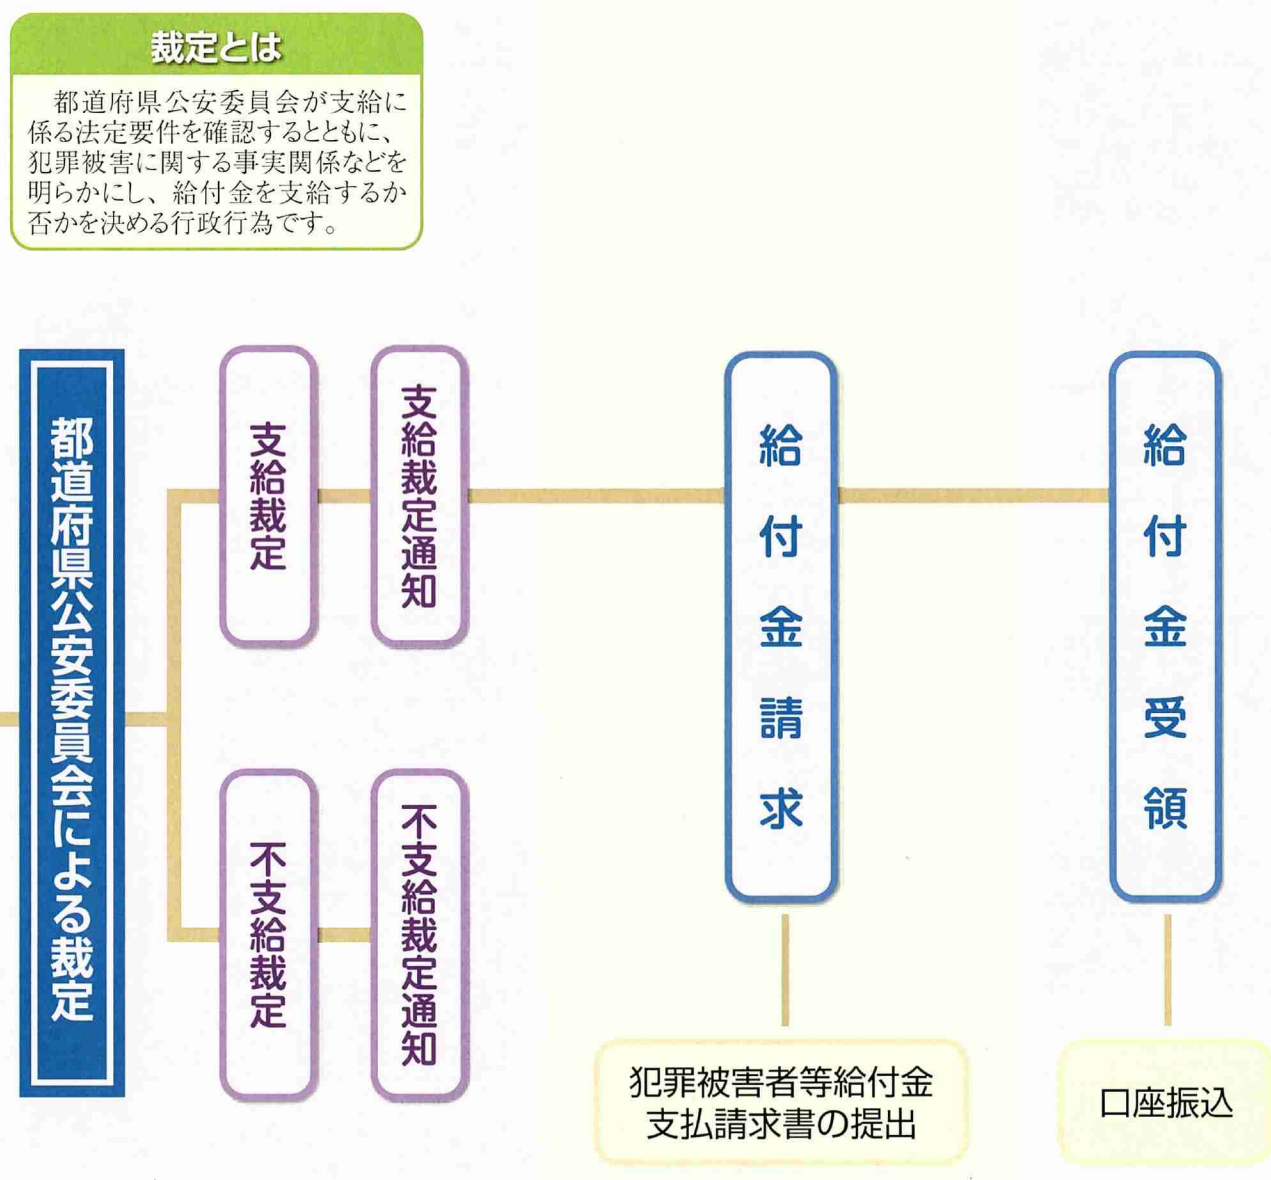 裁定とは
都道府県公安委員会が支給に
係る法定要件を確認するとともに、
犯罪被害に関する事実関係などを
明らかにし、給付金を支給するか
否かを決める行政行為です。
都道府県公安委員会による裁定
支給裁定
支給裁定通知
不支給裁定
不支給裁定通知
給付金請求
給付金受領
犯罪被害者等給付金
支払請求書の提出
口座振込